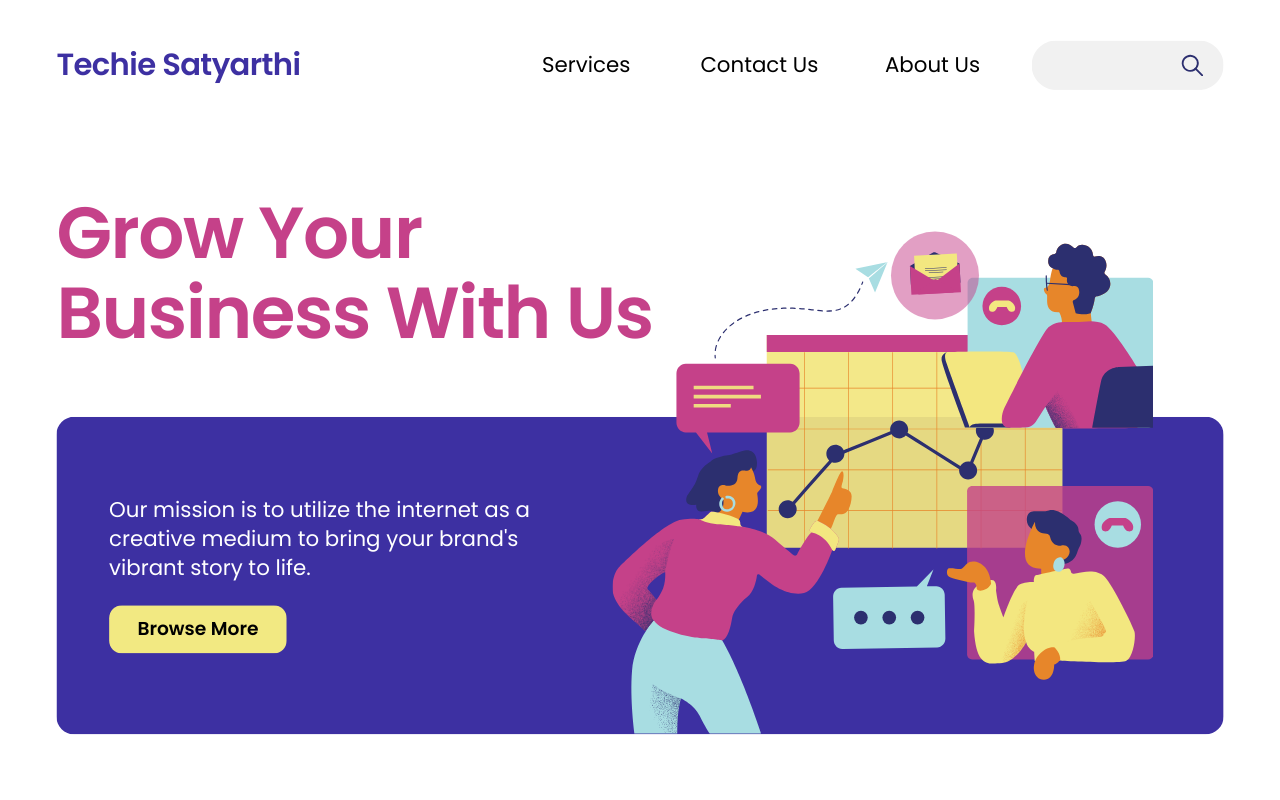 Techie Satyarthi
Services
Contact Us
About Us
Grow Your
Business With Us
Our mission is to utilize the internet as a
creative medium to bring your brand's
vibrant story to life.
Browse More